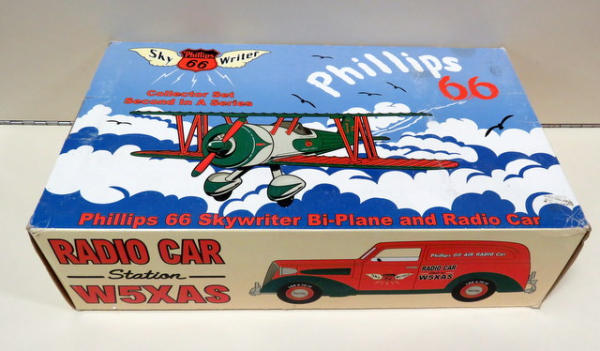 Sky Phillips 66 Writer
Phillips
66
Collector Set
Second in A Series
Phillips 66 Skywriter Bi-Plane and Radio Car
RADIO CAR
Station
W5XAS
Phillips 66 AIR RADIO Car
RADIO CAR
W5XAS